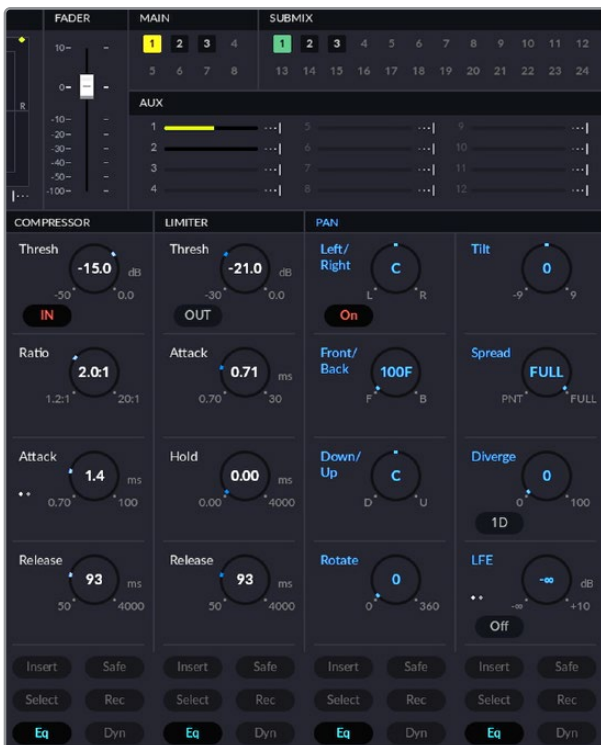 FADER MAIN SUBMIX
10
1 2 3 4 1 2 3 4 5 6 7 8 9 10 11 12
5 6 7 8 13 14 15 16 17 18 19 20 21 22 23 24
0
R
AUX
-10
-20
-30
-40
-50
-100
1 5 9
2 6 10
3 7 11
4 8 12
COMPRESSOR LIMITER PAN
Thresh Thresh Left/ Tilt
Right
-15.0 dB -21.0 dB C 0
-50 0.0 -30 0.0 L R -9 9
IN OUT On
Ratio Attack Front/ Spread
Back
2.0:1 0.71 ms 100F FULL
1.2:1 20:1 0.70 30 F B PNT FULL
Attack Hold Down/ Diverge
Up
1.4 ms 0.00 ms C 0
0.70 100 0.00 4000 D U 0 100
1D
Release Release Rotate LFE
93 ms 93 ms 0 -∞ dB
50 4000 50 4000 0 360 -∞ +10
Off
Insert Safe Insert Safe Insert Safe Insert Safe
Select Rec Select Rec Select Rec Select Rec
Eq Dyn Eq Dyn Eq Dyn Eq Dyn